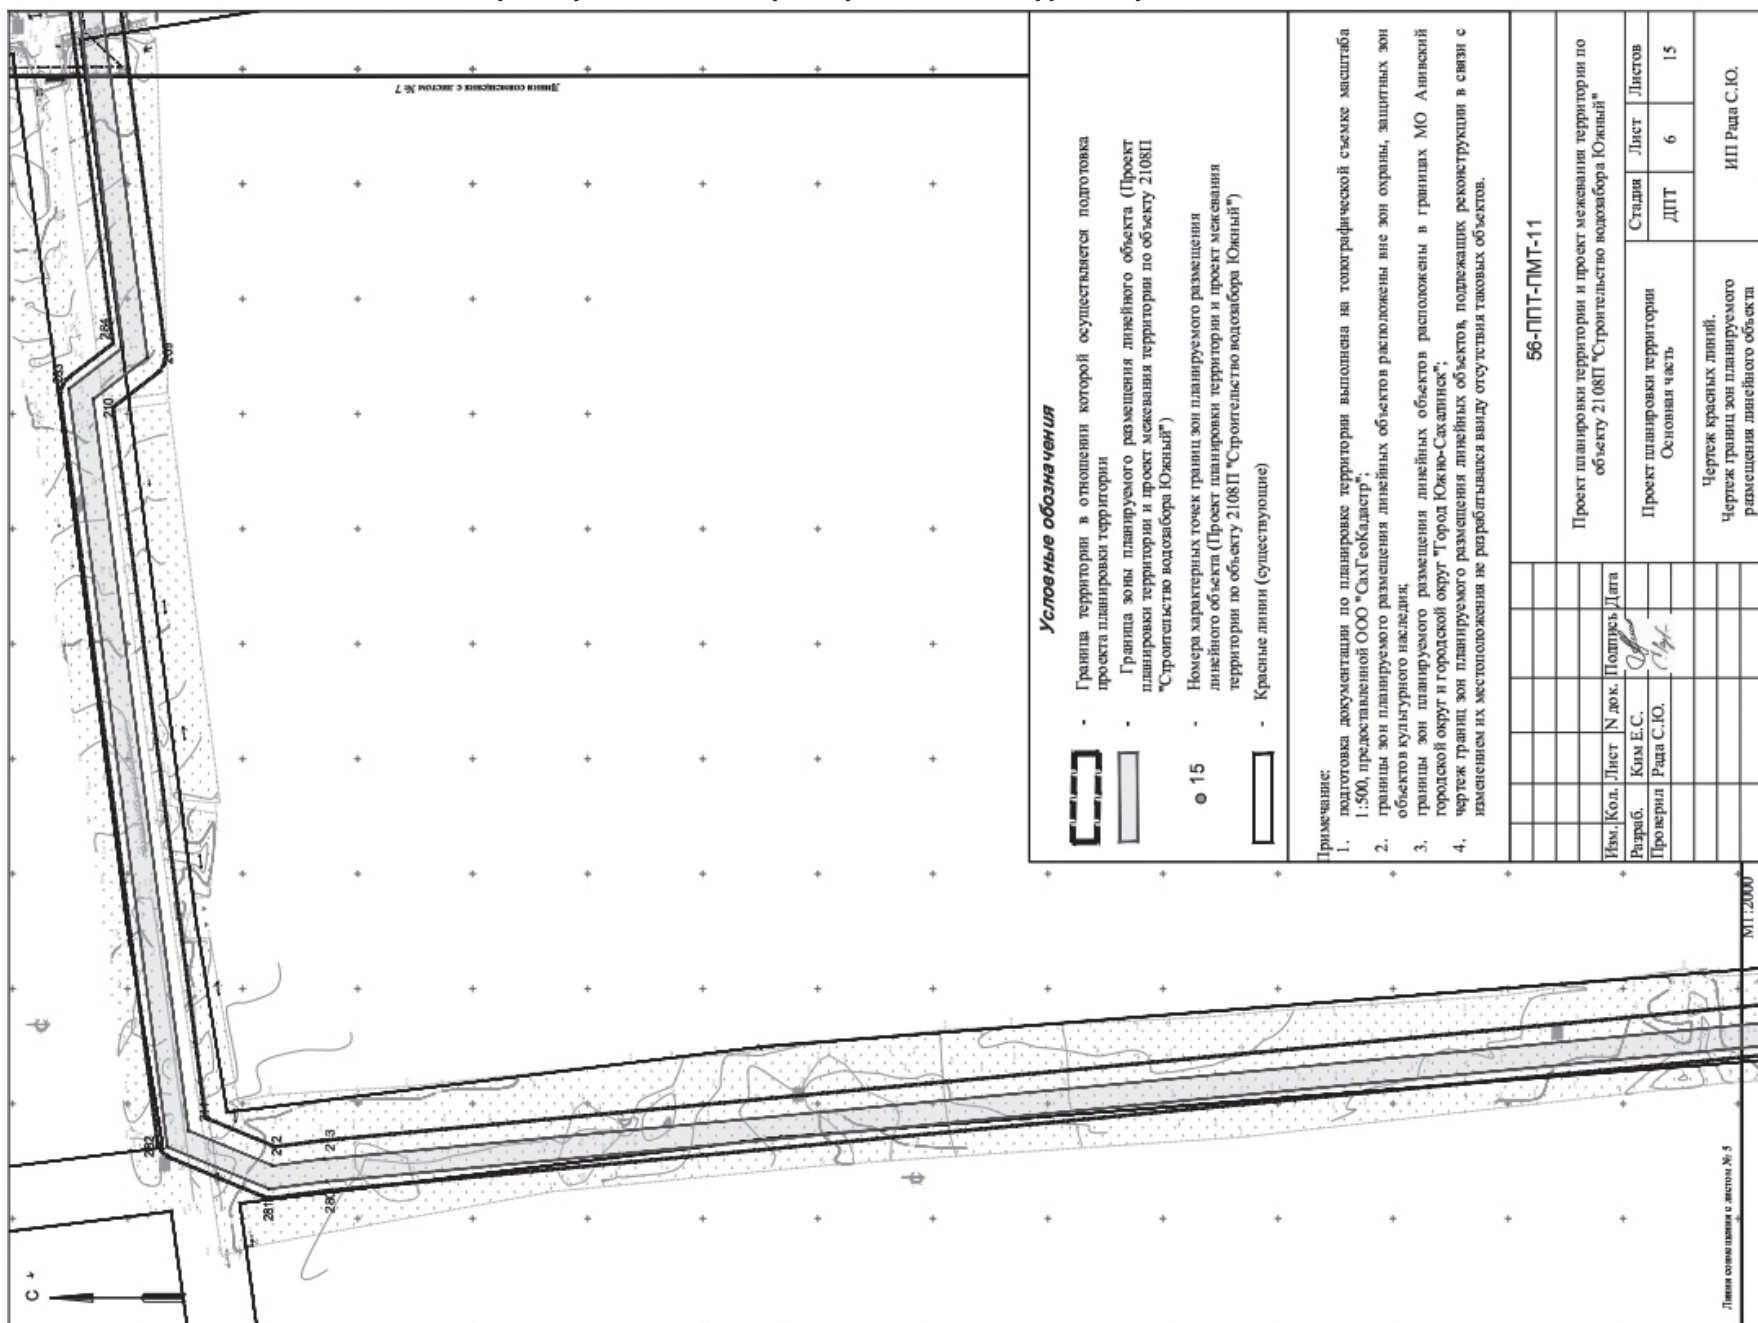 С
Линия совмещения с листом № 7
284
210
269
282
212
213
281
280
Линия совмещения с листом № 5
М1:2000
Условные обозначения
- Граница территории в отношении которой осуществляется подготовка
проекта планировки территории
- Граница зоны планируемого размещения линейного объекта (Проект
планировки территории и проект межевания территории по объекту 2108П
"Строительство водозабора Южный")
15 - Номера характерных точек границ зон планируемого размещения
линейного объекта (Проект планировки территории и проект межевания
территории по объекту 2108П "Строительство водозабора Южный")
- Красные линии (существующие)
Примечание:
1. подготовка документации по планировке территории выполнена на топографической съемке масштаба
1:500, предоставленной ООО "СахГеоКадастр";
2. границы зон планируемого размещения линейных объектов расположены вне зон охраны, защитных зон
объектов культурного наследия;
3. границы зон планируемого размещения линейных объектов расположены в границах МО Анивский
городской округ и городской округ "Город Южно-Сахалинск";
4. чертеж границ зон планируемого размещения линейных объектов, подлежащих реконструкции в связи с
изменением их местоположения не разрабатывался ввиду отсутствия таковых объектов.
56-ППТ-ПМТ-11
Проект планировки территории и проект межевания территории по
объекту 2108П "Строительство водозабора Южный"
Изм. Кол. Лист N док. Подпись Дата
Разраб. Ким Е.С.
Проверил Рада С.Ю.
Проект планировки территории
Основная часть
Стадия Лист Листов
ДПТ 6 15
Чертеж красных линий.
Чертеж границ зон планируемого
размещения линейного объекта
ИП Рада С.Ю.